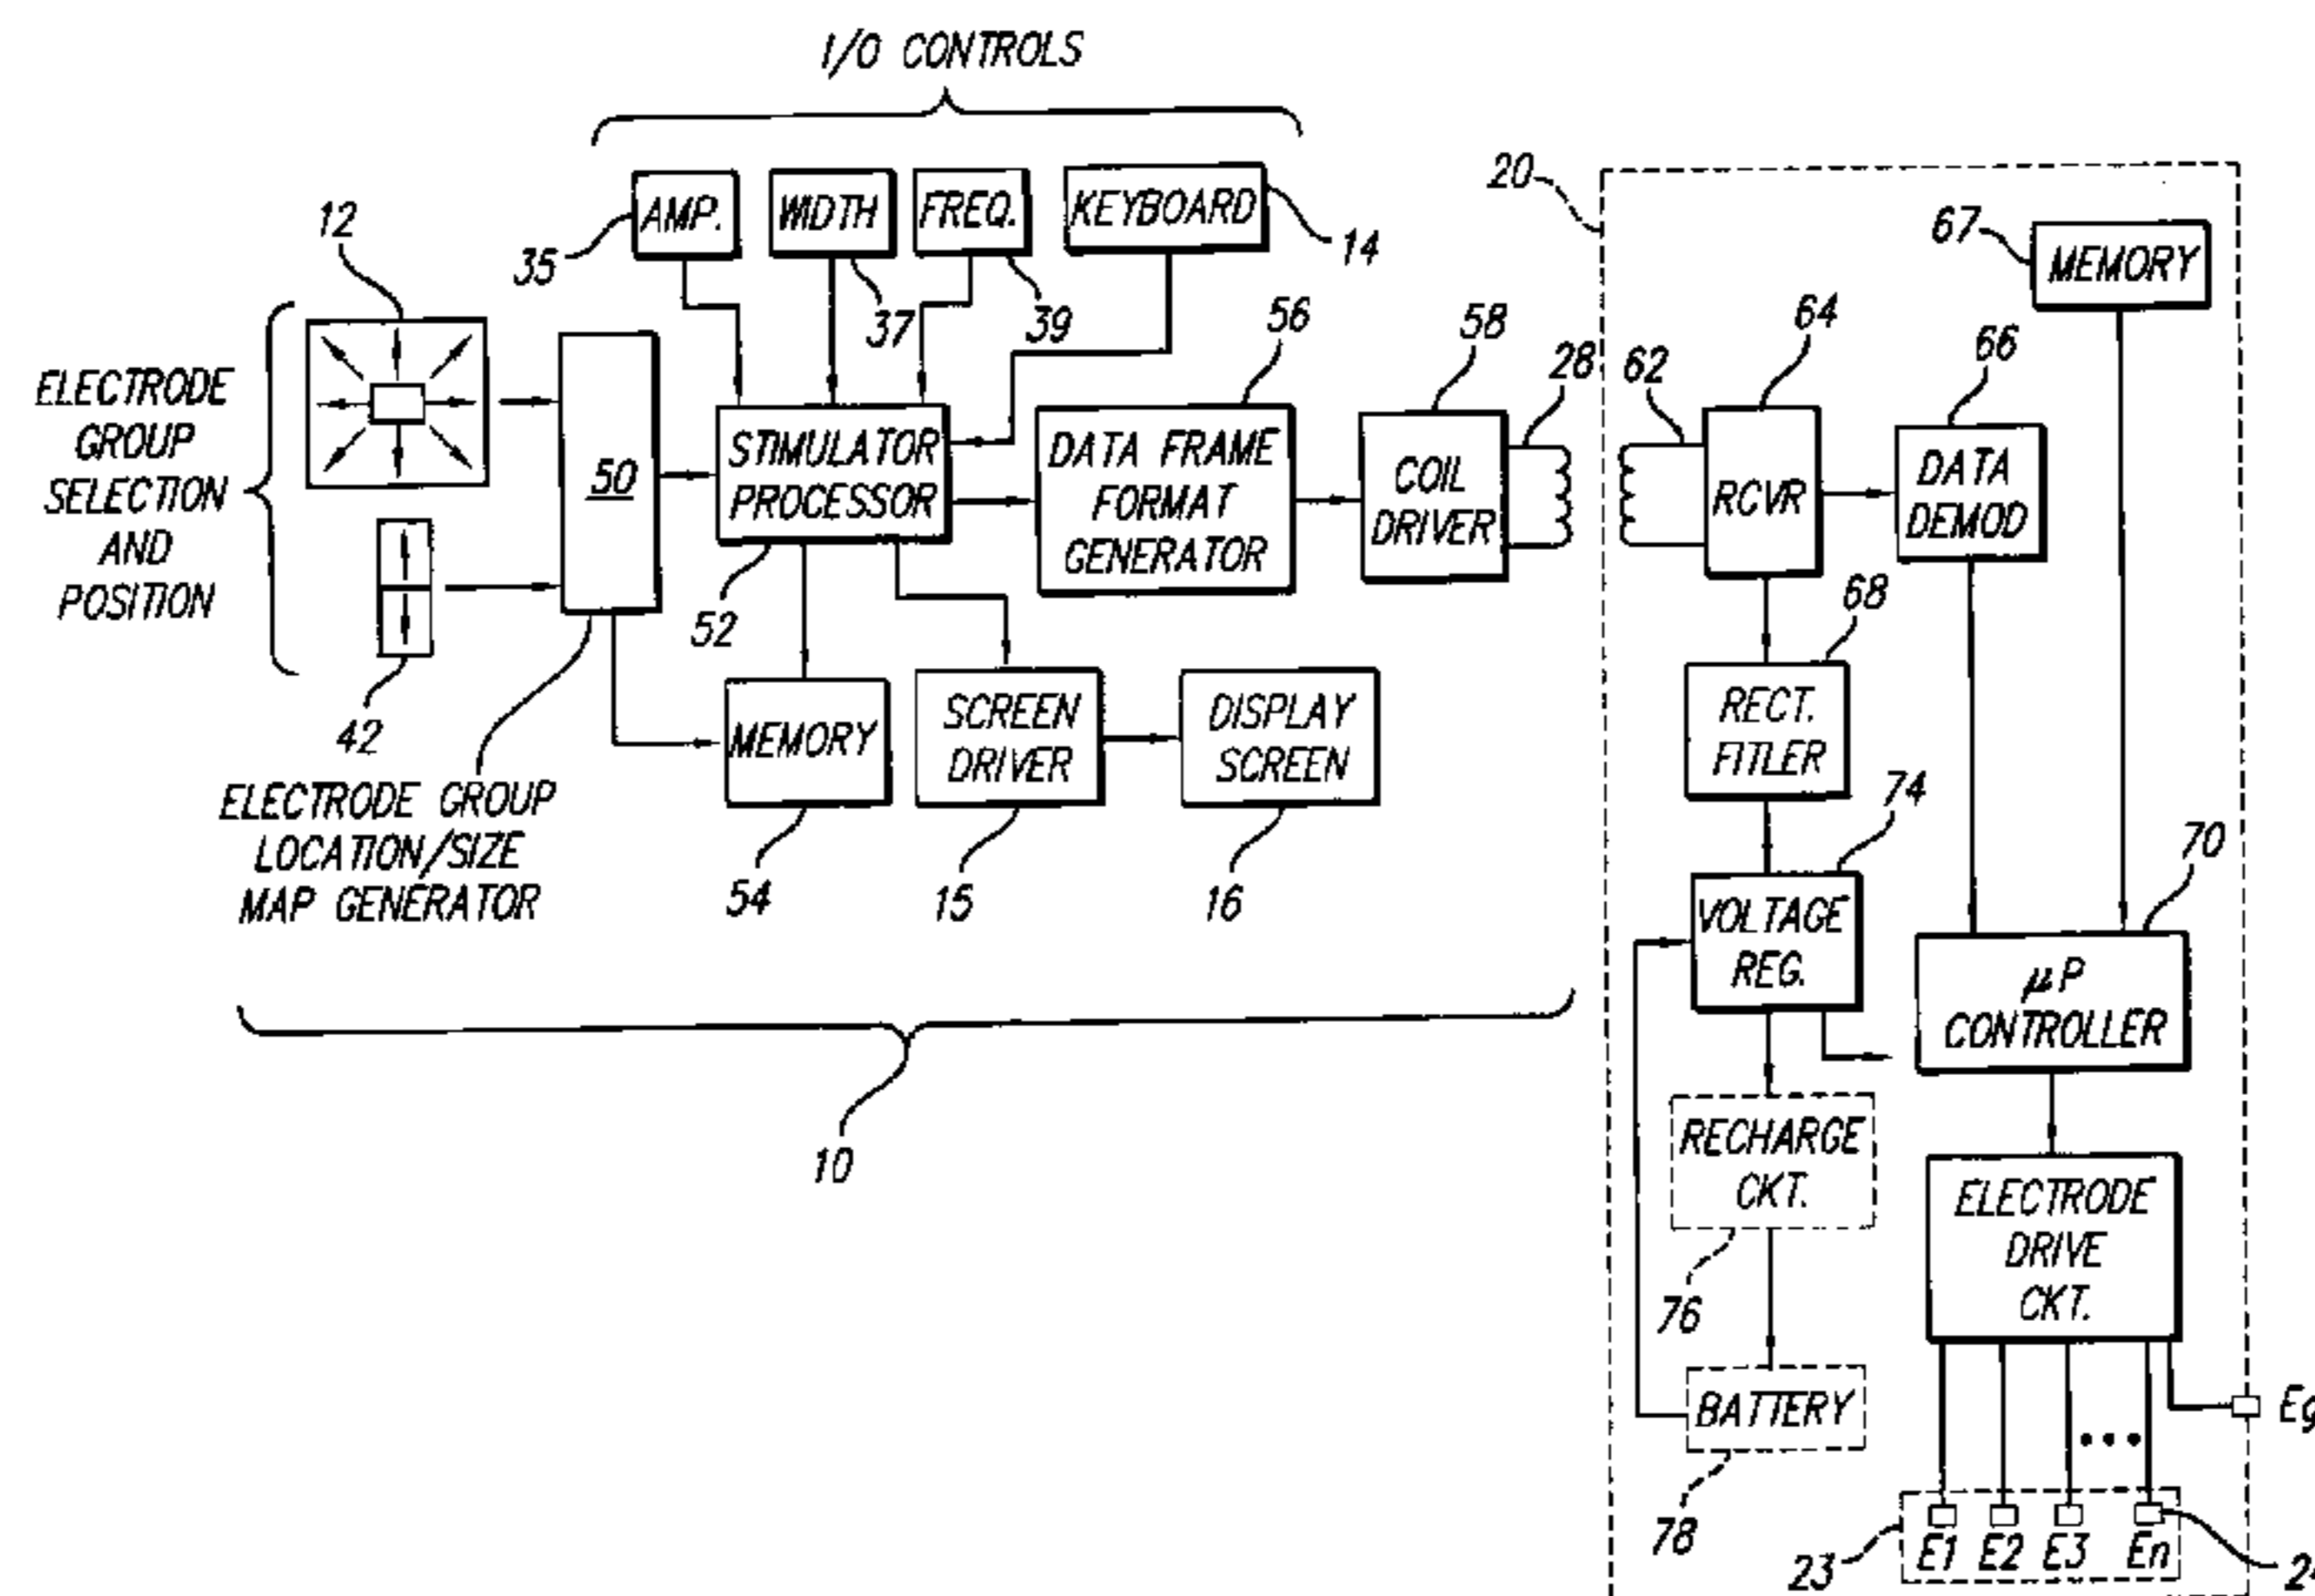 I/O CONTROLS
12
35
AMP.
WIDTH
FREQ.
KEYBOARD
14
37
39
ELECTRODE
GROUP
SELECTION
AND
POSITION
42
50
STIMULATOR
PROCESSOR
52
56
DATA FRAME
FORMAT
GENERATOR
58
COIL
DRIVER
28
ELECTRODE GROUP
LOCATION/SIZE
MAP GENERATOR
MEMORY
54
SCREEN
DRIVER
15
DISPLAY
SCREEN
16
10
20
67
MEMORY
62
64
RCVR
66
DATA
DEMOD
68
RECT.
FITLER
74
VOLTAGE
REG.
70
μP
CONTROLLER
RECHARGE
CKT.
76
BATTERY
78
ELECTRODE
DRIVE
CKT.
Eg
23
E1 E2 E3 En